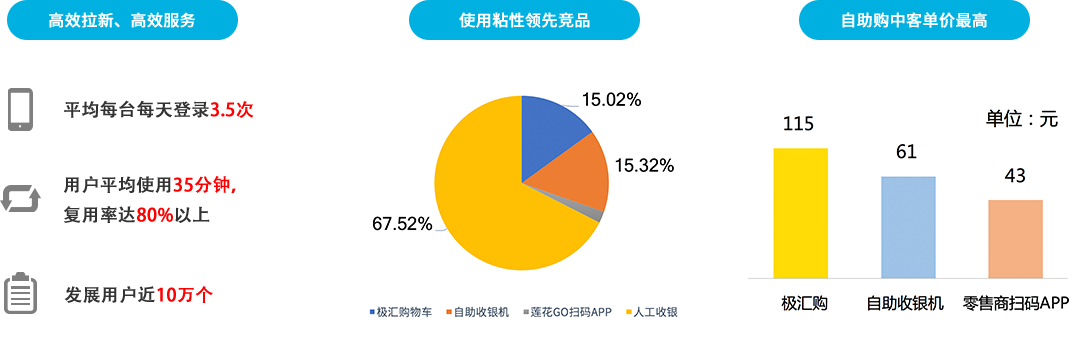 高效拉新、高效服务
平均每台每天登录3.5次
用户平均使用35分钟,
复用率达80%以上
发展用户近10万个
使用粘性领先竞品
15.02%
15.32%
67.52%
极汇购物车 自助收银机 莲花GO扫码APP 人工收银
自助购中客单价最高
单位：元
115
61
43
极汇购 自助收银机 零售商扫码APP